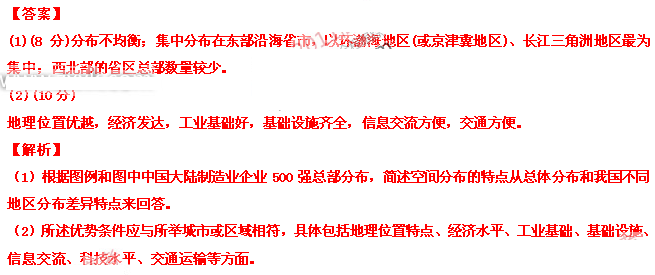 【答案】
(1)(8 分)分布不均衡；集中分布在东部沿海省市，以环渤海地区(或京津冀地区)、长江三角洲地区最为
集中；西北部的省区总部数量较少。
(2)(10 分)
地理位置优越，经济发达，工业基础好，基础设施齐全，信息交流方便，交通方便。
【解析】
（1）根据图例和图中中国大陆制造业企业 500 强总部分布，简述空间分布的特点从总体分布和我国不同
地区分布差异特点来回答。
（2）所述优势条件应与所举城市或区域相符，具体包括地理位置特点、经济水平、工业基础、基础设施、
信息交流、科技水平、交通运输等方面。